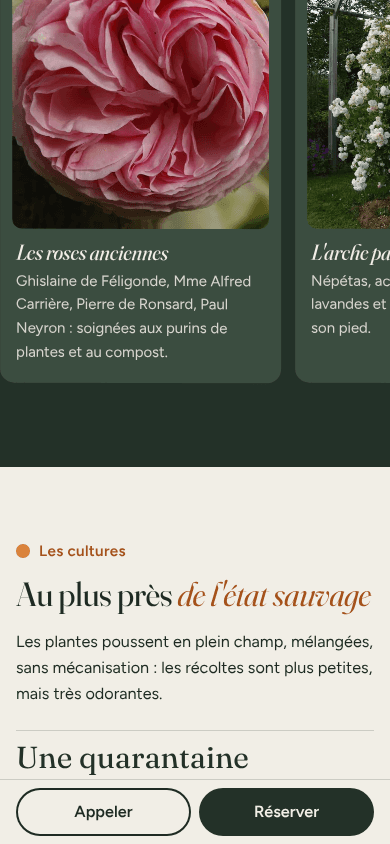 Les roses anciennes
Ghislaine de Féligonde, Mme Alfred
Carrière, Pierre de Ronsard, Paul
Neyron : soignées aux purins de
plantes et au compost.
L'arche
Népétas,
lavandes et
son pied.
Les cultures
Au plus près de l'état sauvage
Les plantes poussent en plein champ, mélangées,
sans mécanisation : les récoltes sont plus petites,
mais très odorantes.
Une quarantaine
Appeler
Réserver